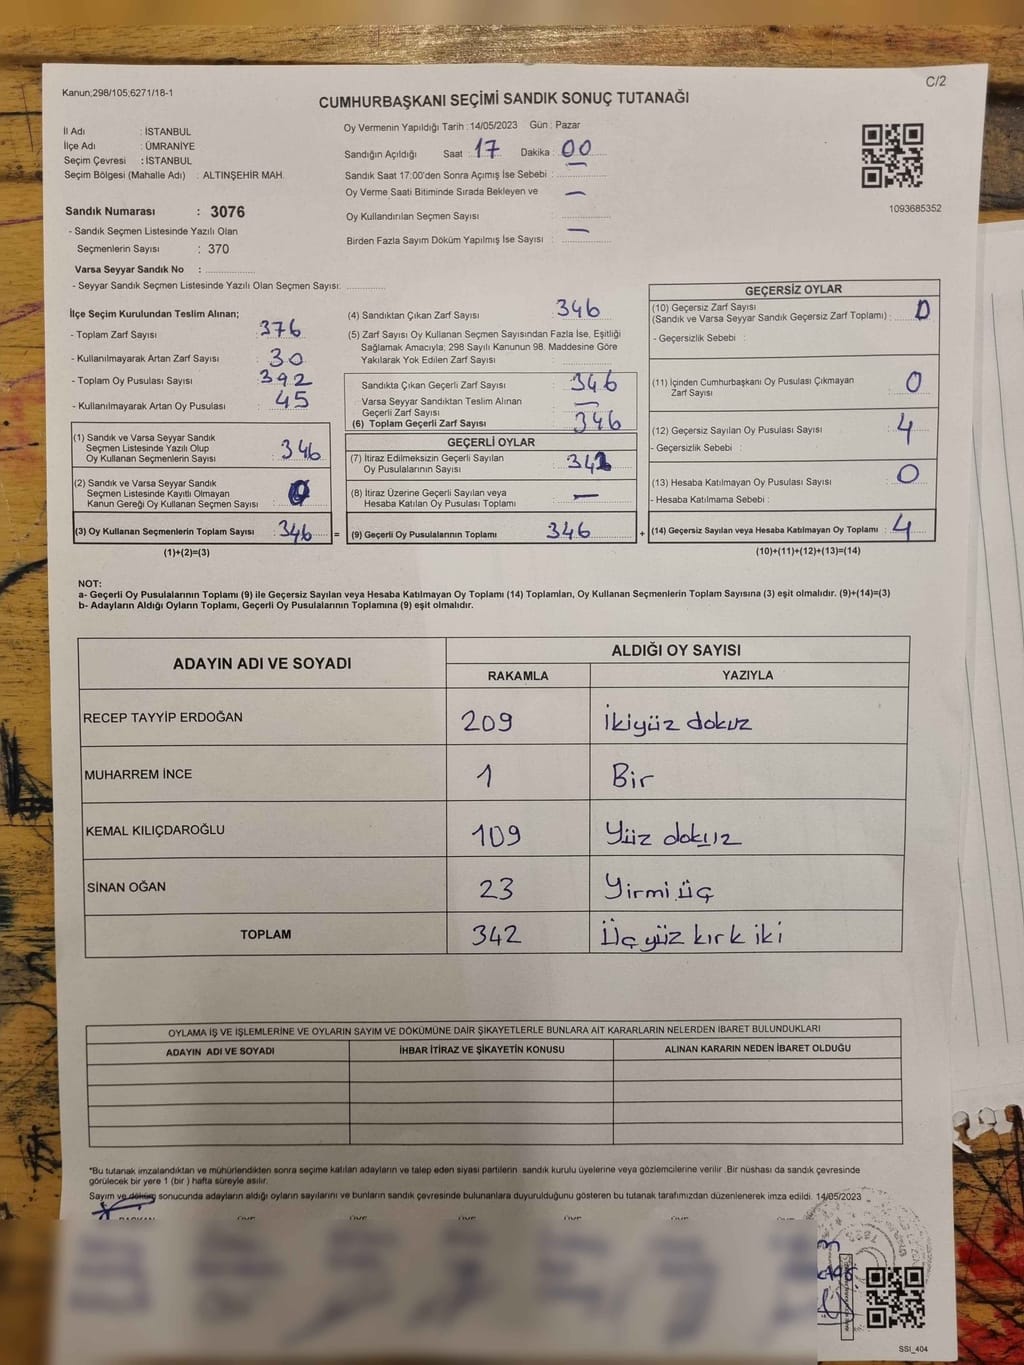 Kanun;298/105;6271/18-1
C/2
CUMHURBAŞKANI SEÇİMİ SANDIK SONUÇ TUTANAĞI
İl Adı : İSTANBUL
İlçe Adı : ÜMRANİYE
Seçim Çevresi : İSTANBUL
Seçim Bölgesi (Mahalle Adı) : ALTINŞEHİR MAH.
Sandık Numarası : 3076
- Sandık Seçmen Listesinde Yazılı Olan
Seçmenlerin Sayısı : 370
Varsa Seyyar Sandık No :
- Seyyar Sandık Seçmen Listesinde Yazılı Olan Seçmen Sayısı:
Oy Vermenin Yapıldığı Tarih : 14/05/2023 Gün : Pazar
Sandığın Açıldığı Saat : 17 Dakika : 00
Sandık Saat 17:00'den Sonra Açımış İse Sebebi : —
Oy Verme Saati Bitiminde Sırada Bekleyen ve —
Oy Kullandırılan Seçmen Sayısı :
Birden Fazla Sayım Döküm Yapılmış İse Sayısı : —
1093685352
İlçe Seçim Kurulundan Teslim Alınan;
- Toplam Zarf Sayısı : 376
- Kullanılmayarak Artan Zarf Sayısı : 30
- Toplam Oy Pusulası Sayısı : 392
- Kullanılmayarak Artan Oy Pusulası : 45
(1) Sandık ve Varsa Seyyar Sandık
Seçmen Listesinde Yazılı Olup
Oy Kullanan Seçmenlerin Sayısı : 346
(2) Sandık ve Varsa Seyyar Sandık
Seçmen Listesinde Kayıtlı Olmayan
Kanun Gereği Oy Kullanan Seçmen Sayısı :
(3) Oy Kullanan Seçmenlerin Toplam Sayısı : 346 =
(1)+(2)=(3)
(4) Sandıktan Çıkan Zarf Sayısı : 346
(5) Zarf Sayısı Oy Kullanan Seçmen Sayısından Fazla İse, Eşitliği
Sağlamak Amacıyla; 298 Sayılı Kanunun 98. Maddesine Göre
Yakılarak Yok Edilen Zarf Sayısı :
Sandıkta Çıkan Geçerli Zarf Sayısı : 346
Varsa Seyyar Sandıktan Teslim Alınan
Geçerli Zarf Sayısı : —
(6) Toplam Geçerli Zarf Sayısı : 346
GEÇERLİ OYLAR
(7) İtiraz Edilmeksizin Geçerli Sayılan
Oy Pusulalarının Sayısı : 342
(8) İtiraz Üzerine Geçerli Sayılan veya
Hesaba Katılan Oy Pusulası Toplamı : —
(9) Geçerli Oy Pusulalarının Toplamı : 346 +
GEÇERSİZ OYLAR
(10) Geçersiz Zarf Sayısı
(Sandık ve Varsa Seyyar Sandık Geçersiz Zarf Toplamı) : 0
- Geçersizlik Sebebi :
(11) İçinden Cumhurbaşkanı Oy Pusulası Çıkmayan
Zarf Sayısı : 0
(12) Geçersiz Sayılan Oy Pusulası Sayısı : 4
- Geçersizlik Sebebi :
(13) Hesaba Katılmayan Oy Pusulası Sayısı : 0
- Hesaba Katılmama Sebebi :
(14) Geçersiz Sayılan veya Hesaba Katılmayan Oy Toplamı : 4
(10)+(11)+(12)+(13)=(14)
NOT:
a- Geçerli Oy Pusulalarının Toplamı (9) ile Geçersiz Sayılan veya Hesaba Katılmayan Oy Toplamı (14) Toplamları, Oy Kullanan Seçmenlerin Toplam Sayısına (3) eşit olmalıdır. (9)+(14)=(3)
b- Adayların Aldığı Oyların Toplamı, Geçerli Oy Pusulalarının Toplamına (9) eşit olmalıdır.
ADAYIN ADI VE SOYADI ALDIĞI OY SAYISI
RAKAMLA YAZIYLA
RECEP TAYYİP ERDOĞAN 209 İkiyüz dokuz
MUHARREM İNCE 1 Bir
KEMAL KILIÇDAROĞLU 109 Yüz dokuz
SİNAN OĞAN 23 Yirmi üç
TOPLAM 342 Üçyüz kırk iki
OYLAMA İŞ VE İŞLEMLERİNE VE OYLARIN SAYIM VE DÖKÜMÜNE DAİR ŞİKAYETLERLE BUNLARA AİT KARARLARIN NELERDEN İBARET BULUNDUKLARI
ADAYIN ADI VE SOYADI İHBAR İTİRAZ VE ŞİKAYETİN KONUSU ALINAN KARARIN NEDEN İBARET OLDUĞU
*Bu tutanak imzalandıktan ve mühürlendikten sonra seçime katılan adayların ve talep eden siyasi partilerin sandık kurulu üyelerine veya gözlemcilerine verilir .Bir nüshası da sandık çevresinde
görülecek bir yere 1 (bir ) hafta süreyle asılır.
Sayım ve döküm sonucunda adayların aldığı oyların sayılarını ve bunların sandık çevresinde bulunanlara duyurulduğunu gösteren bu tutanak tarafımızdan düzenlenerek imza edildi. 14/05/2023
SSI_404